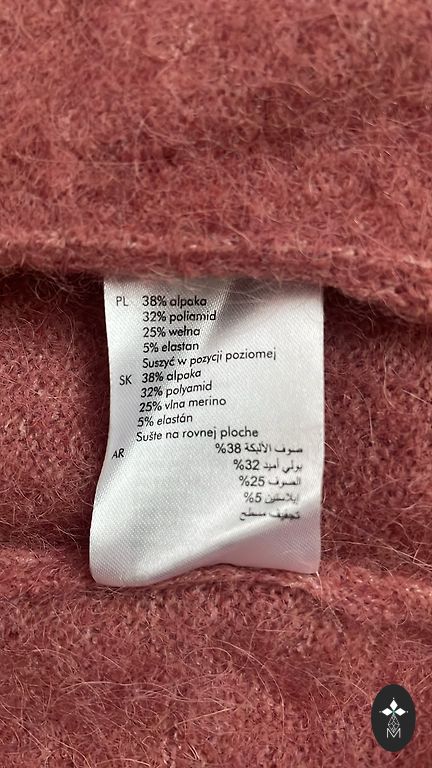 PL 38% alpaka
32% poliamid
25% wełna
5% elastan
Suszyć w pozycji poziomej
SK 38% alpaka
32% polyamid
25% vlna merino
5% elastán
Sušte na rovnej ploche
AR صوف الألبكة 38%
بولي أميد 32%
الصوف 25%
إيلاستين 5%
تجفيف مسطح
M